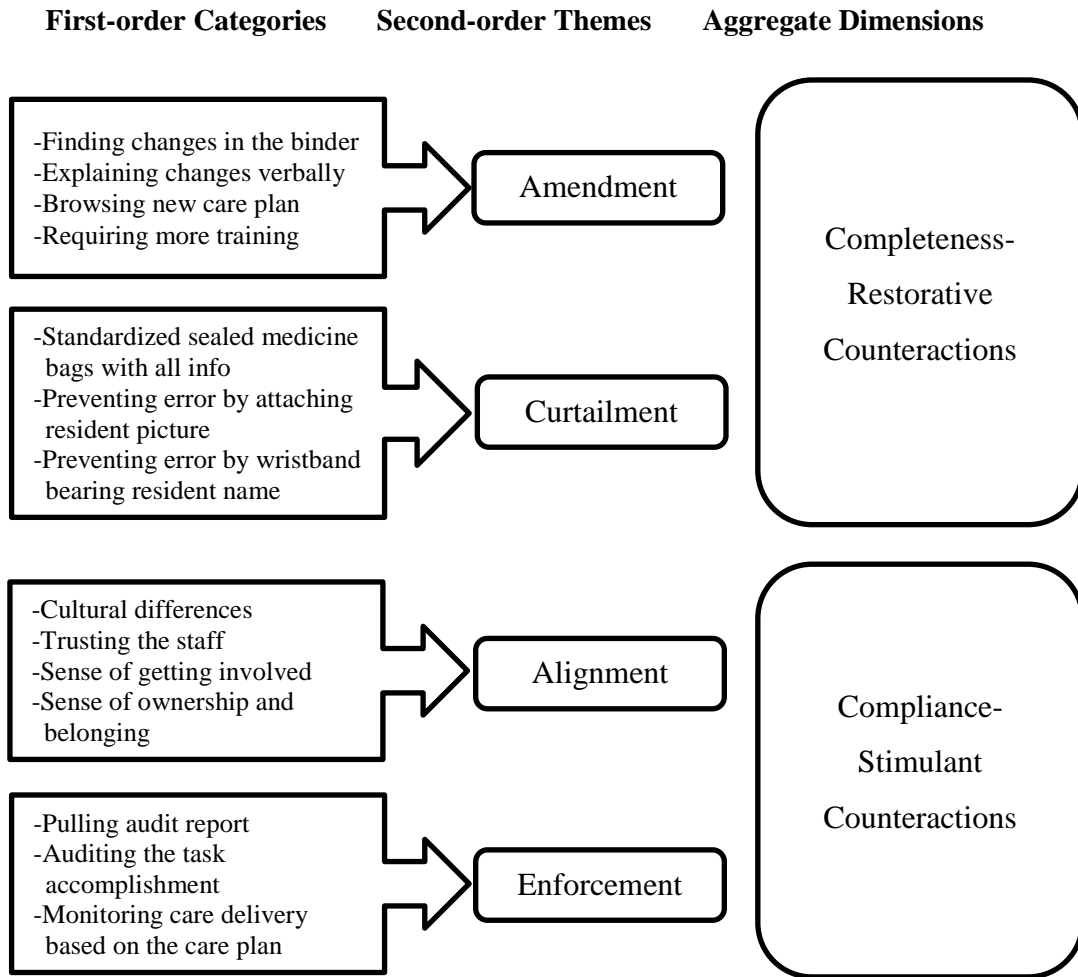 First-order Categories Second-order Themes Aggregate Dimensions
-Finding changes in the binder
-Explaining changes verbally
-Browsing new care plan
-Requiring more training
Amendment
-Standardized sealed medicine
bags with all info
-Preventing error by attaching
resident picture
-Preventing error by wristband
bearing resident name
Curtailment
Completeness-
Restorative
Counteractions
-Cultural differences
-Trusting the staff
-Sense of getting involved
-Sense of ownership and
belonging
Alignment
-Pulling audit report
-Auditing the task
accomplishment
-Monitoring care delivery
based on the care plan
Enforcement
Compliance-
Stimulant
Counteractions